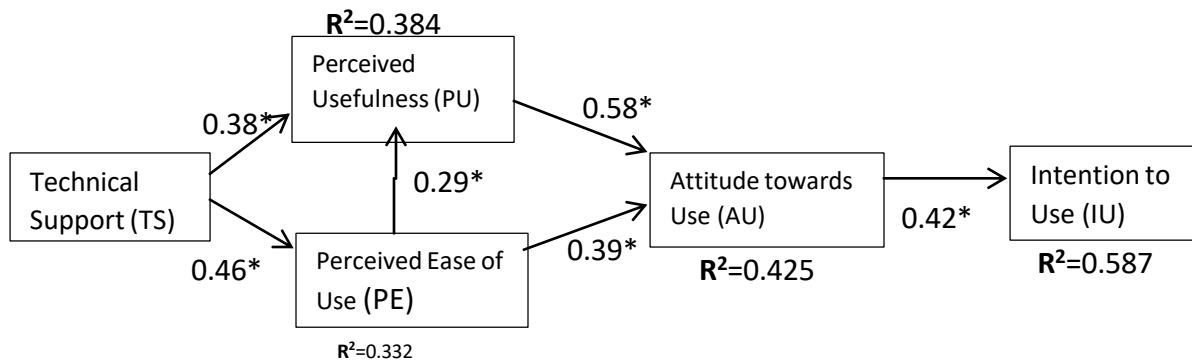 R²=0.384
Perceived
Usefulness (PU)
0.38*
0.58*
Technical
Support (TS)
0.29*
Attitude towards
Use (AU)
Intention to
Use (IU)
0.46*
Perceived Ease of
Use (PE)
0.39*
0.42*
R²=0.425
R²=0.587
R²=0.332